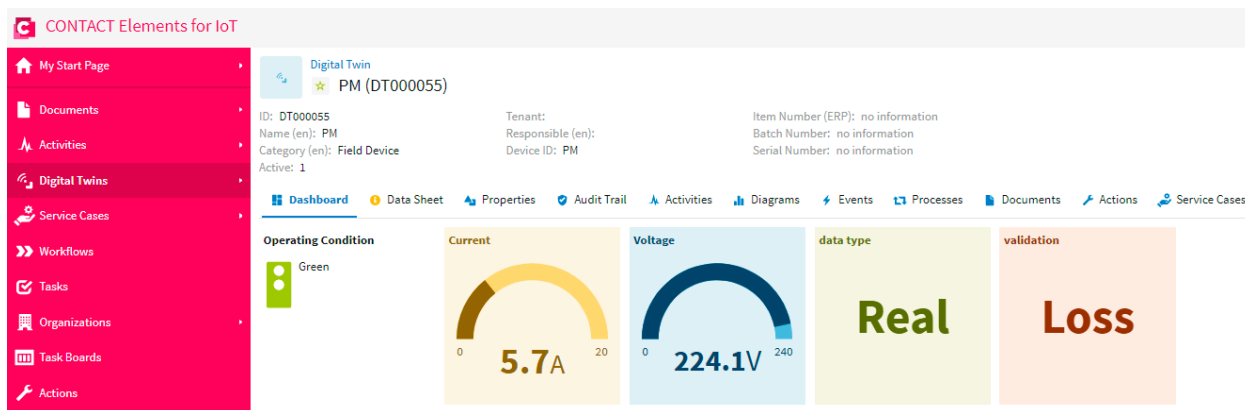 CONTACT Elements for IoT
My Start Page
Documents
Activities
Digital Twins
Service Cases
Workflows
Tasks
Organizations
Task Boards
Actions
Digital Twin
PM (DT000055)
ID: DT000055
Name (en): PM
Category (en): Field Device
Active: 1
Tenant:
Responsible (en):
Device ID: PM
Item Number (ERP): no information
Batch Number: no information
Serial Number: no information
Dashboard Data Sheet Properties Audit Trail Activities Diagrams Events Processes Documents Actions Service Cases
Operating Condition
Green
Current
0 20
5.7A
Voltage
0 240
224.1V
data type
Real
validation
Loss